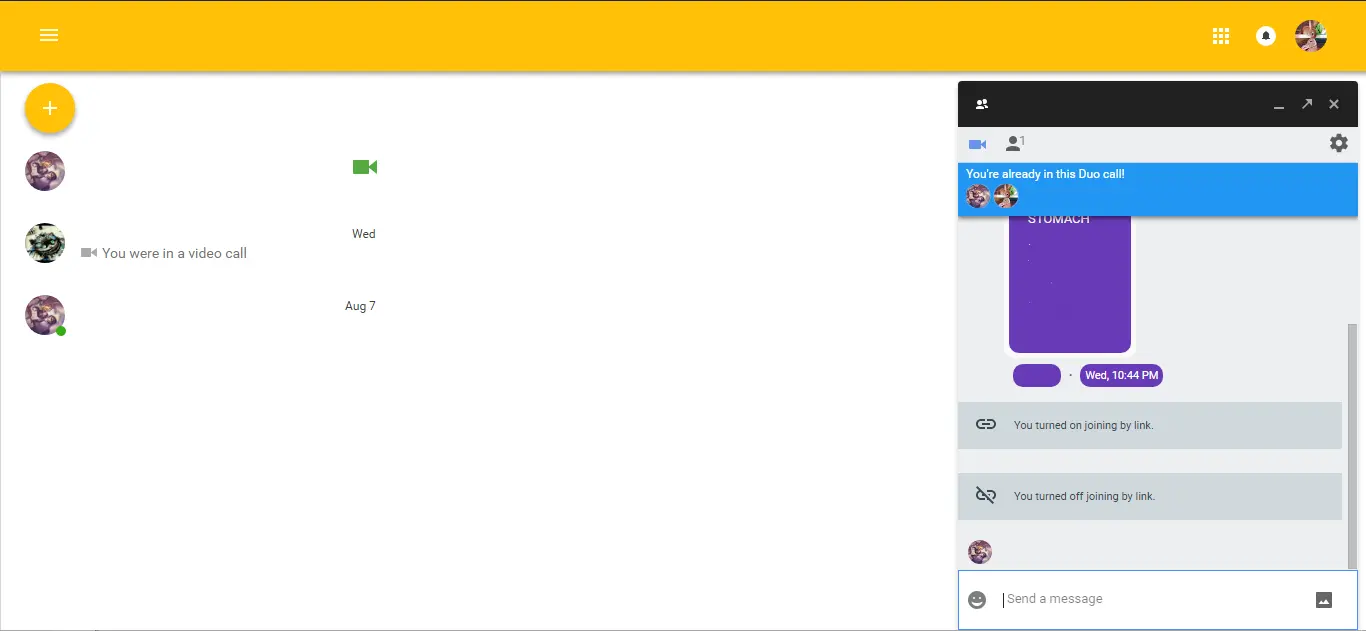 1
You're already in this Duo call!
Wed
You were in a video call
Aug 7
STOMACH
Wed, 10:44 PM
You turned on joining by link.
You turned off joining by link.
Send a message